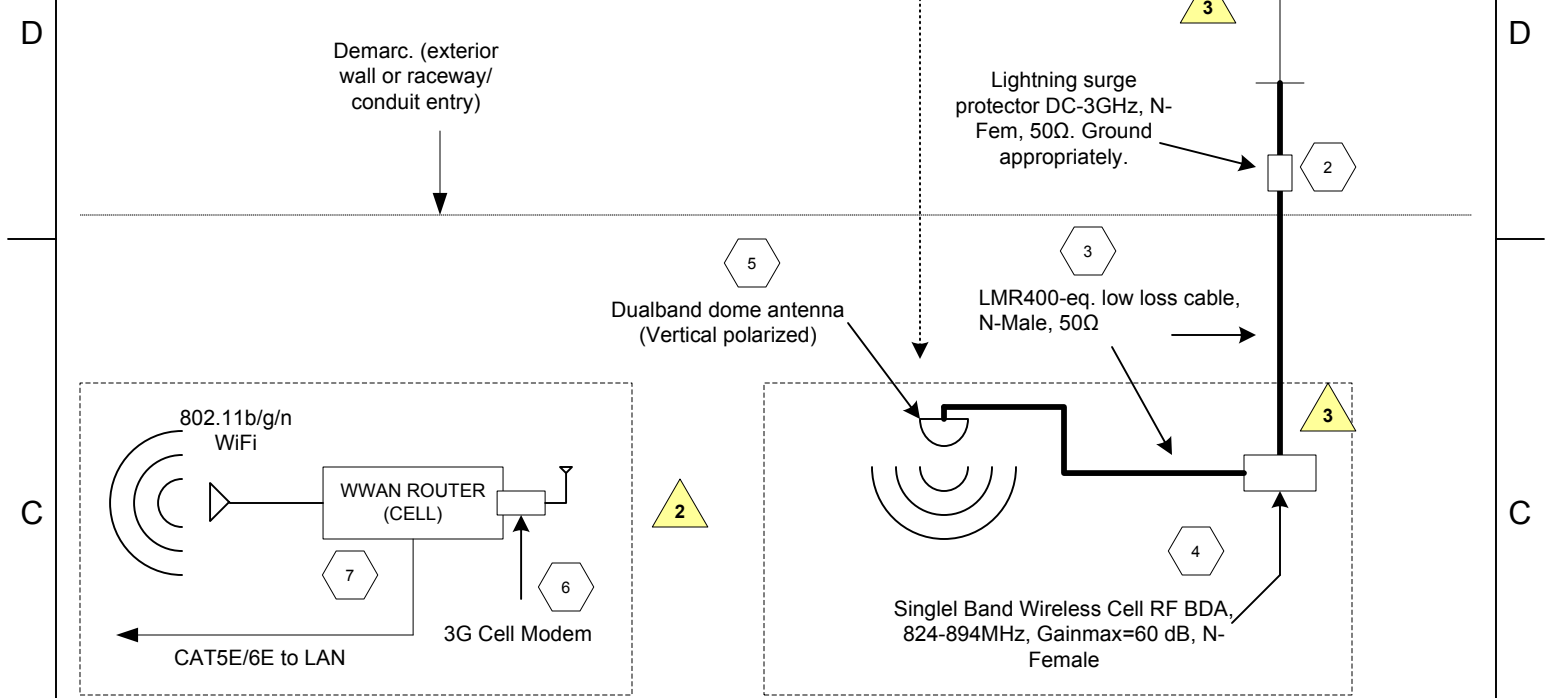 3
D
D
Demarc. (exterior
wall or raceway/
conduit entry)
Lightning surge
protector DC-3GHz, N-
Fem, 50Ω. Ground
appropriately.
2
5
3
Dualband dome antenna
(Vertical polarized)
LMR400-eq. low loss cable,
N-Male, 50Ω
802.11b/g/n
WiFi
3
WWAN ROUTER
(CELL)
2
C
C
4
7
6
Singlel Band Wireless Cell RF BDA,
824-894MHz, Gainmax=60 dB, N-
Female
3G Cell Modem
CAT5E/6E to LAN